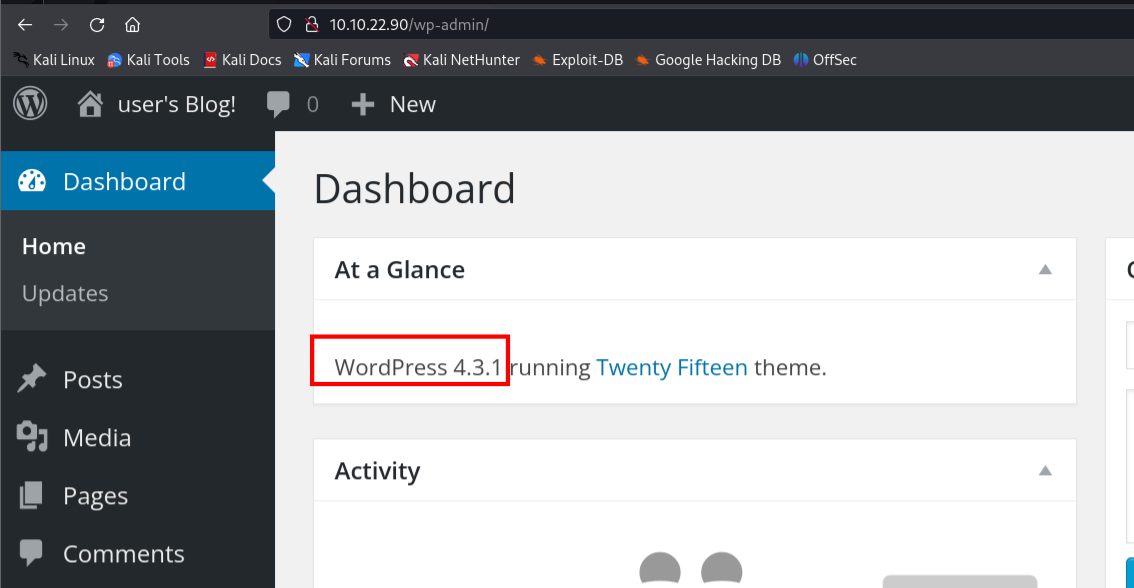 10.10.22.90/wp-admin/
Kali Linux Kali Tools Kali Docs Kali Forums Kali NetHunter Exploit-DB Google Hacking DB OffSec
user's Blog! 0 New
Dashboard
Home
Updates
Posts
Media
Pages
Comments
Dashboard
At a Glance
WordPress 4.3.1 running Twenty Fifteen theme.
Activity